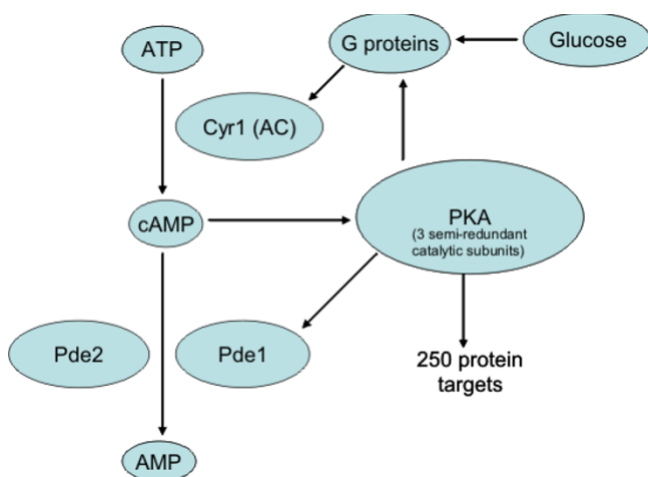 ATP
G proteins
Glucose
Cyr1 (AC)
cAMP
PKA
(3 semi-redundant
catalytic subunits)
Pde2
Pde1
250 protein
targets
AMP